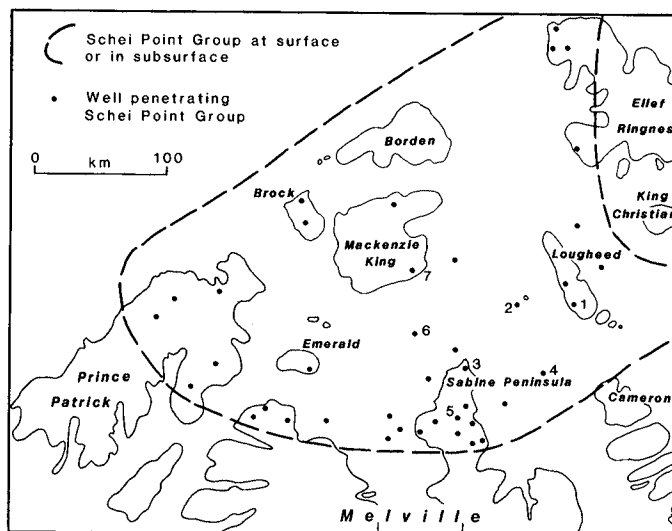 Schei Point Group at surface
or in subsurface
Well penetrating
Schei Point Group
0 100
km
Ellef
Ringnes
Borden
Brock
King
Christian
Mackenzie
King
Lougheed
7
2
1
6
Emerald
3
4
Sabine Peninsula
Prince
Patrick
Cameron
5
Melville